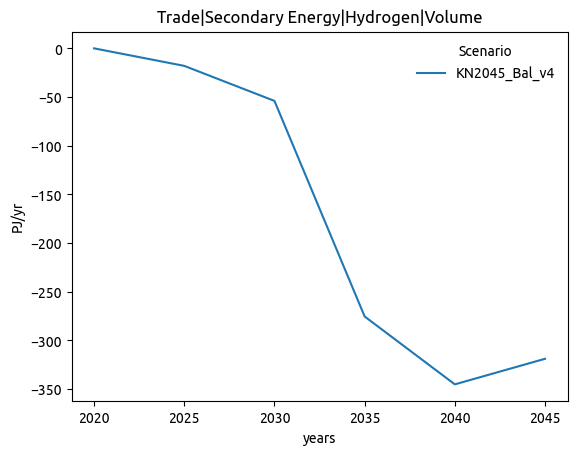 Trade|Secondary Energy|Hydrogen|Volume
Scenario
KN2045_Bal_v4
PJ/yr
0
−50
−100
−150
−200
−250
−300
−350
2020 2025 2030 2035 2040 2045
years